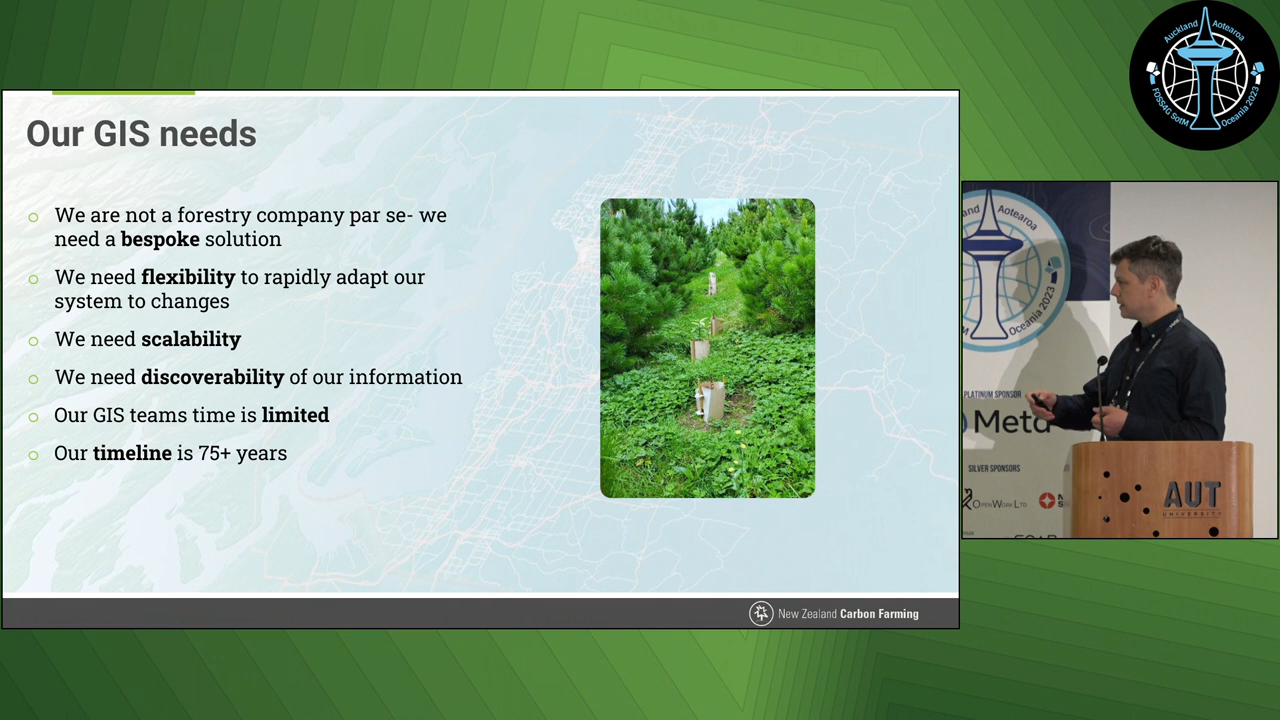 Auckland Aotearoa
FOSS4G SotM Oceania 2023
Our GIS needs
We are not a forestry company par se- we
need a bespoke solution
We need flexibility to rapidly adapt our
system to changes
We need scalability
We need discoverability of our information
Our GIS teams time is limited
Our timeline is 75+ years
New Zealand Carbon Farming
Aotearoa
Oceania 2023
PLATINUM SPONSOR
Meta
SILVER SPONSORS
OPENWORK LTD
AUT
UNIVERSITY